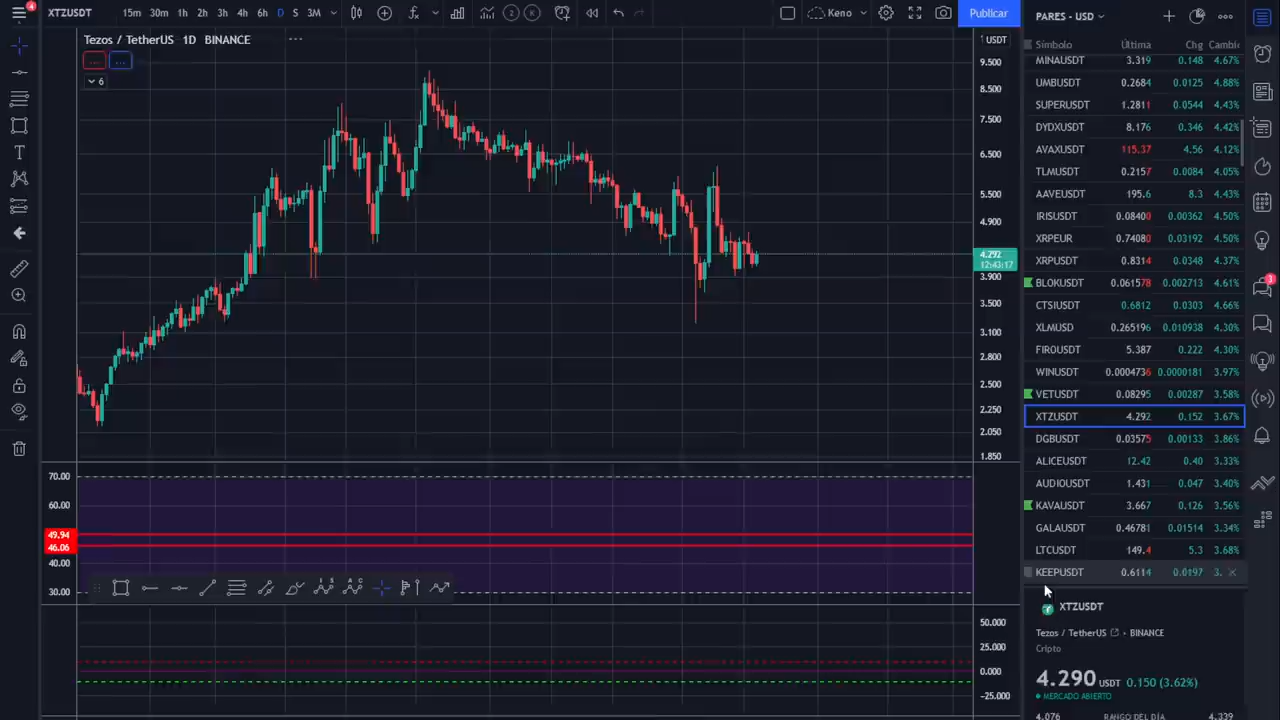 4
XTZUSDT 15m 30m 1h 2h 3h 4h 6h D S 3M 2 K Keno Publicar
PARES - USD
Tezos / TetherUS 1D BINANCE
6
USDT
9.500
8.500
7.500
6.500
5.500
4.900
4.292
12:43:17
3.900
3.500
3.100
2.800
2.500
2.250
2.050
1.850
70.00
60.00
49.94
46.06
40.00
30.00
50.000
25.000
0.000
−25.000
Símbolo Última Chg
MINAUSDT 3.319 0.148 4.67%
UMBUSDT 0.2684 0.0125 4.88%
SUPERUSDT 1.2811 0.0544 4.43%
DYDXUSDT 8.176 0.346 4.42%
AVAXUSDT 115.37 4.56 4.12%
TLMUSDT 0.2157 0.0084 4.05%
AAVEUSDT 195.6 8.3 4.43%
IRISUSDT 0.08400 0.00362 4.50%
XRPEUR 0.74080 0.03192 4.50%
XRPUSDT 0.8314 0.0348 4.37%
BLOKUSDT 0.061578 0.002713 4.61%
CTSIUSDT 0.6812 0.0303 4.66%
XLMUSD 0.265196 0.010938 4.30%
FIROUSDT 5.387 0.222 4.30%
WINUSDT 0.0004736 0.0000181 3.97%
VETUSDT 0.08295 0.00287 3.58%
XTZUSDT 4.292 0.152 3.67%
DGBUSDT 0.03575 0.00133 3.86%
ALICEUSDT 12.42 0.40 3.33%
AUDIOUSDT 1.431 0.047 3.40%
KAVAUSDT 3.667 0.126 3.56%
GALAUSDT 0.46781 0.01514 3.34%
LTCUSDT 149.4 5.3 3.68%
KEEPUSDT 0.6114 0.0197 3.
XTZUSDT
Tezos / TetherUS • BINANCE
Cripto
4.290 USDT 0.150 (3.62%)
MERCADO ABIERTO
4.076 RANGO DEL DÍA 4.339
3